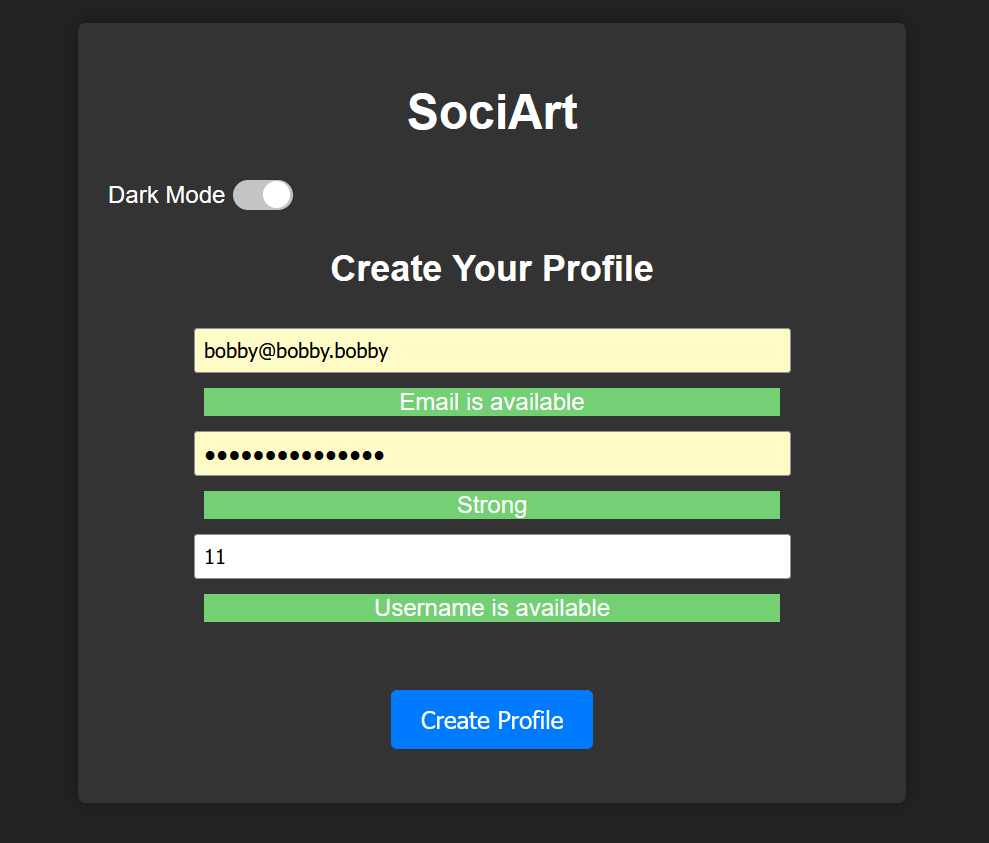 SociArt
Dark Mode
Create Your Profile
bobby@bobby.bobby
Email is available
•••••••••••••••
Strong
11
Username is available
Create Profile